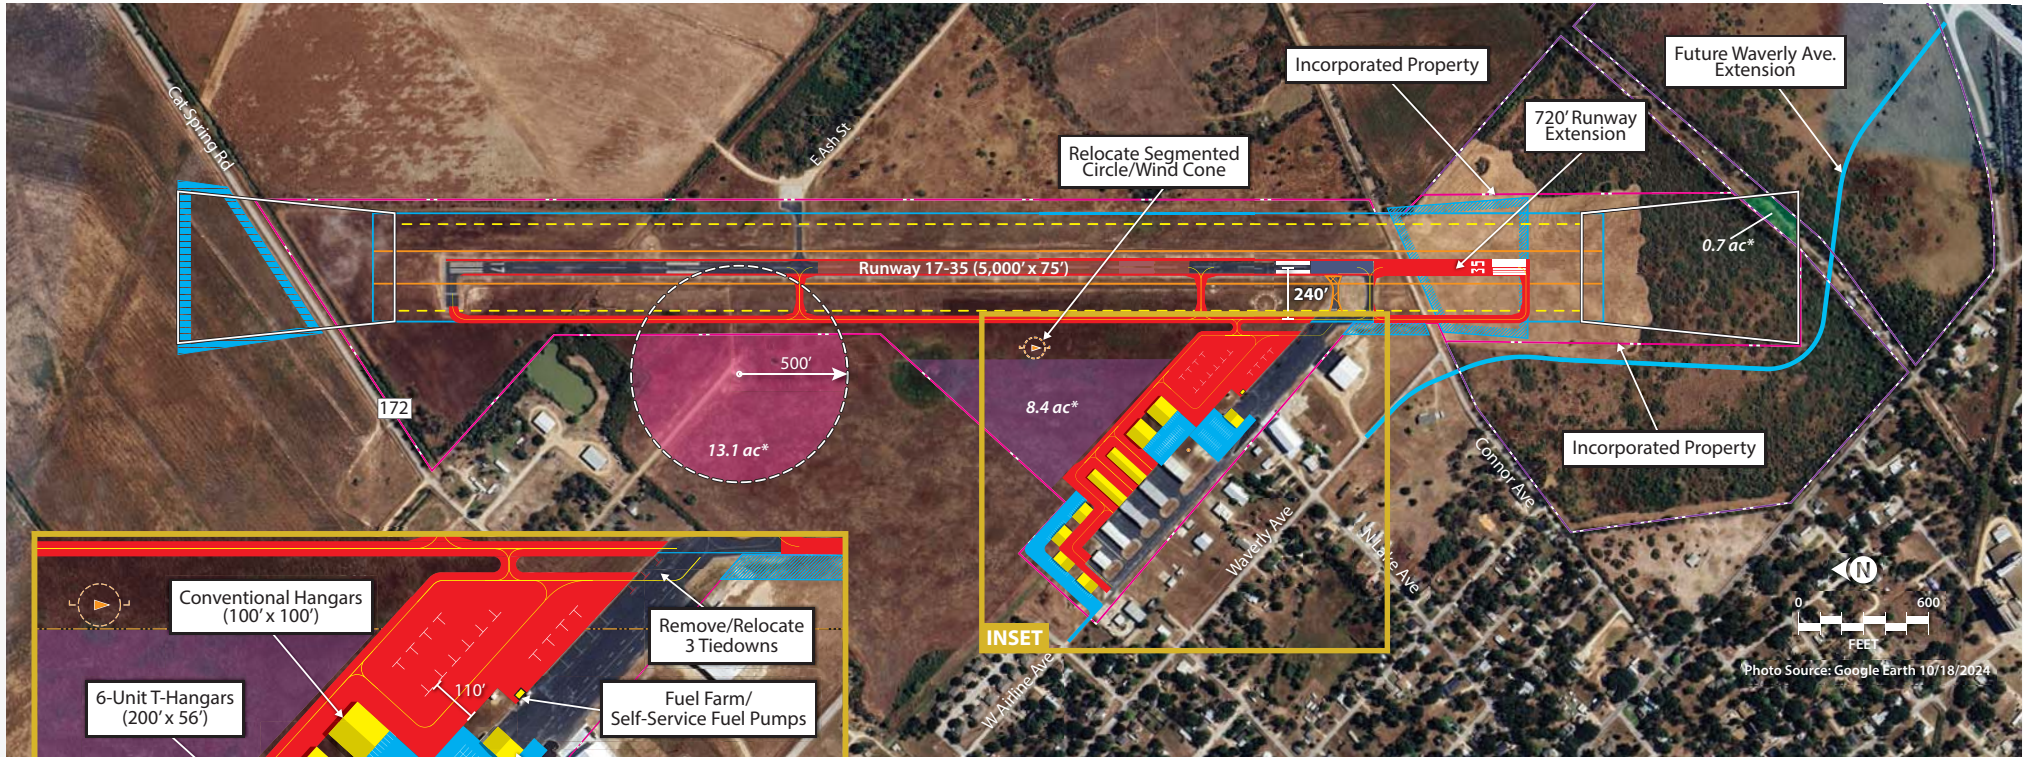 Incorporated Property
Future Waverly Ave.
Extension
720' Runway
Extension
Cat Spring Rd
E Ash St
Relocate Segmented
Circle/Wind Cone
0.7 ac*
Runway 17-35 (5,000' x 75')
240'
500'
172
8.4 ac*
13.1 ac*
Incorporated Property
Connor Ave
Waverly Ave
N Lake Ave
W Airline Ave
INSET
N
0
600
FEET
Photo Source: Google Earth 10/18/2024
Conventional Hangars
(100' x 100')
Remove/Relocate
3 Tiedowns
6-Unit T-Hangars
(200' x 56')
110'
Fuel Farm/
Self-Service Fuel Pumps